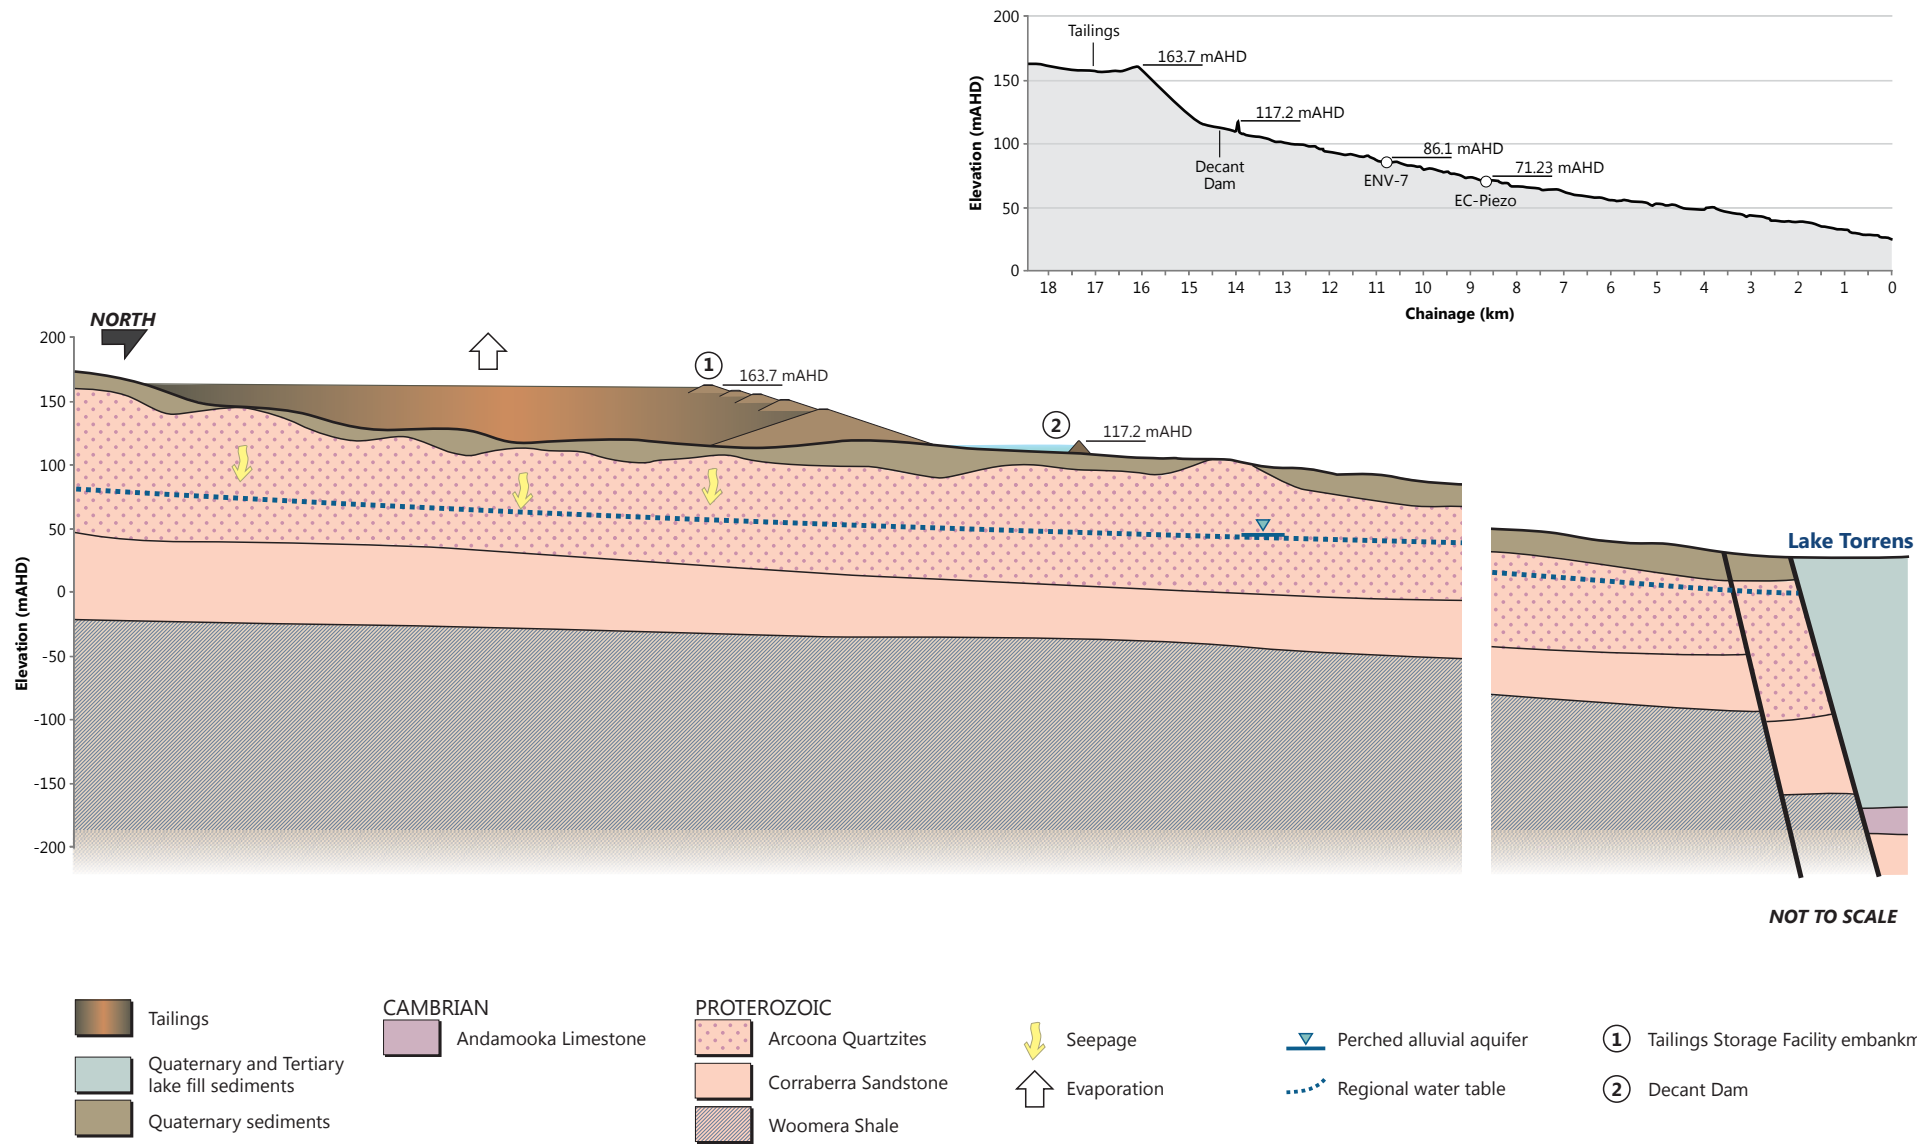 200
150
100
50
0
Elevation (mAHD)
Tailings
163.7 mAHD
117.2 mAHD
Decant
Dam
86.1 mAHD
ENV-7
71.23 mAHD
EC-Piezo
18 17 16 15 14 13 12 11 10 9 8 7 6 5 4 3 2 1 0
Chainage (km)
NORTH
200
150
100
50
0
-50
-100
-150
-200
Elevation (mAHD)
1
163.7 mAHD
2
117.2 mAHD
Lake Torrens
NOT TO SCALE
Tailings
Quaternary and Tertiary
lake fill sediments
Quaternary sediments
CAMBRIAN
Andamooka Limestone
PROTEROZOIC
Arcoona Quartzites
Corraberra Sandstone
Woomera Shale
Seepage
Evaporation
Perched alluvial aquifer
Regional water table
1 Tailings Storage Facility embankm
2 Decant Dam